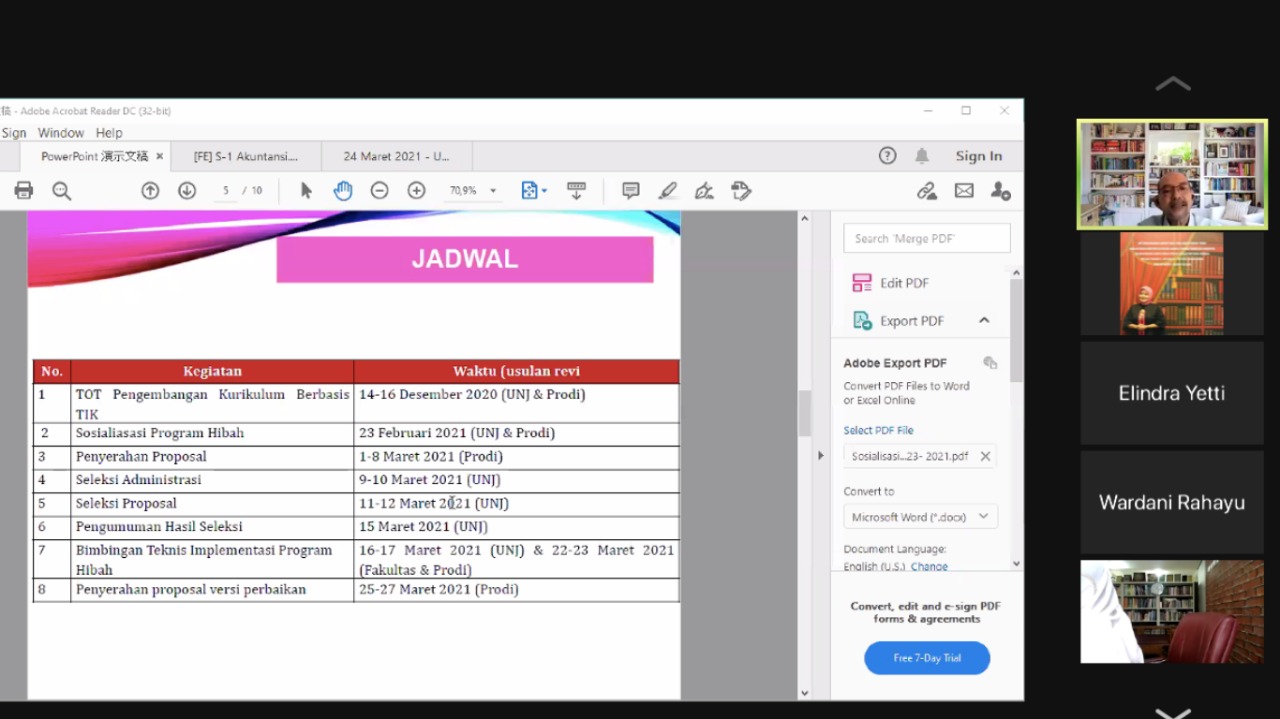 稿 - Adobe Acrobat Reader DC (32-bit)
Sign Window Help
PowerPoint 演示文稿 ×
[FE] S-1 Akuntansi...
24 Maret 2021 - U...
Sign In
5 / 10
70,9%
JADWAL
No. Kegiatan Waktu (usulan revi
1 TOT Pengembangan Kurikulum Berbasis 14-16 Desember 2020 (UNJ & Prodi)
TIK
2 Sosialiasasi Program Hibah 23 Februari 2021 (UNJ & Prodi)
3 Penyerahan Proposal 1-8 Maret 2021 (Prodi)
4 Seleksi Administrasi 9-10 Maret 2021 (UNJ)
5 Seleksi Proposal 11-12 Maret 2021 (UNJ)
6 Pengumuman Hasil Seleksi 15 Maret 2021 (UNJ)
7 Bimbingan Teknis Implementasi Program 16-17 Maret 2021 (UNJ) & 22-23 Maret 2021
Hibah (Fakultas & Prodi)
8 Penyerahan proposal versi perbaikan 25-27 Maret 2021 (Prodi)
Search 'Merge PDF'
Edit PDF
Export PDF
Adobe Export PDF
Convert PDF Files to Word
or Excel Online
Select PDF File
Sosialisasi...23- 2021.pdf
Convert to
Microsoft Word (*.docx)
Document Language:
English (U.S.) Change
Convert, edit and e-sign PDF
forms & agreements
Free 7-Day Trial
Elindra Yetti
Wardani Rahayu